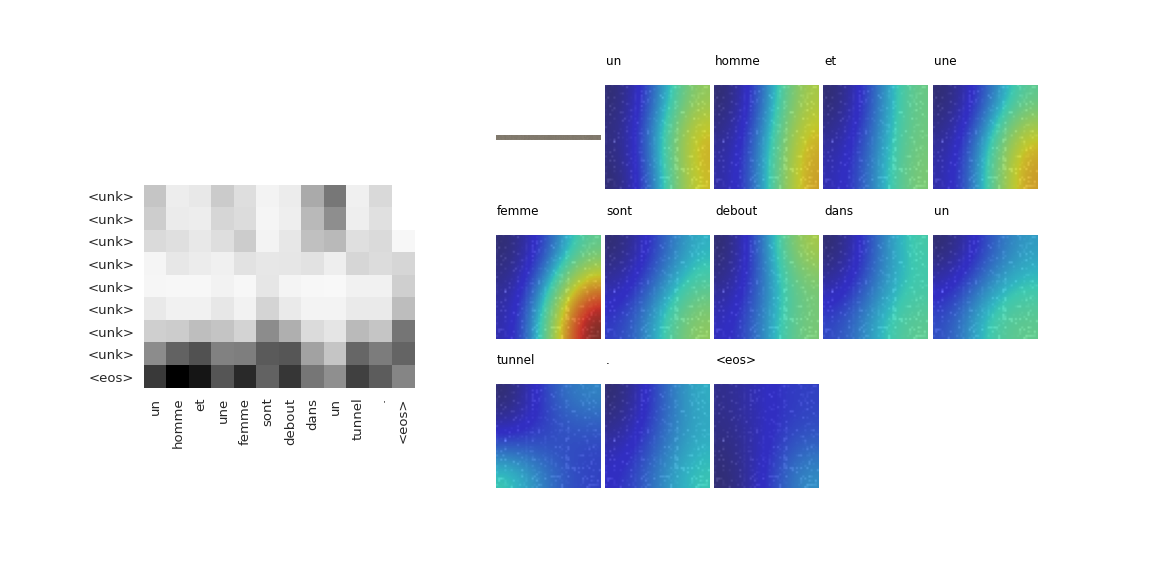 <unk>
<unk>
<unk>
<unk>
<unk>
<unk>
<unk>
<unk>
<eos>
un homme et une femme sont debout dans un tunnel . <eos>
un homme et une
femme sont debout dans un
tunnel . <eos>